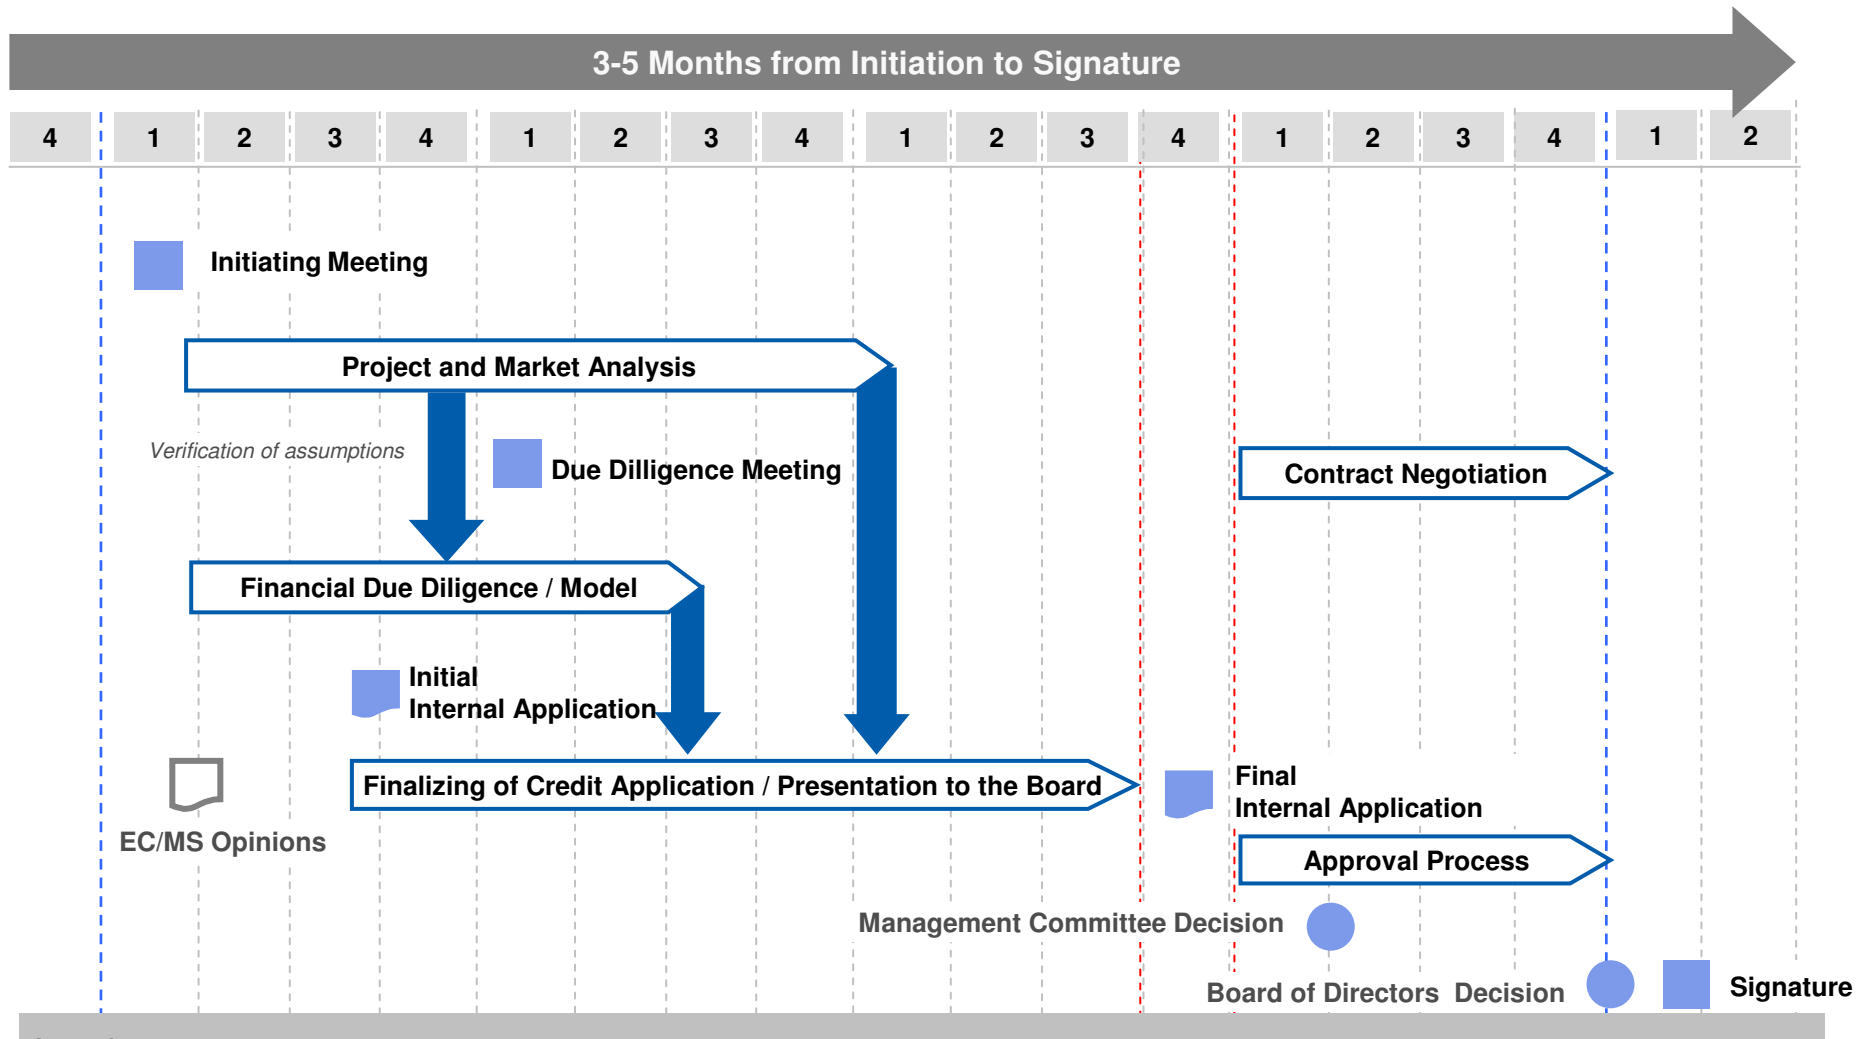 3-5 Months from Initiation to Signature
4 1 2 3 4 1 2 3 4 1 2 3 4 1 2 3 4 1 2
Initiating Meeting
Project and Market Analysis
Verification of assumptions
Due Dilligence Meeting
Contract Negotiation
Financial Due Diligence / Model
Initial
Internal Application
Finalizing of Credit Application / Presentation to the Board
Final
Internal Application
EC/MS Opinions
Approval Process
Management Committee Decision
Board of Directors Decision
Signature